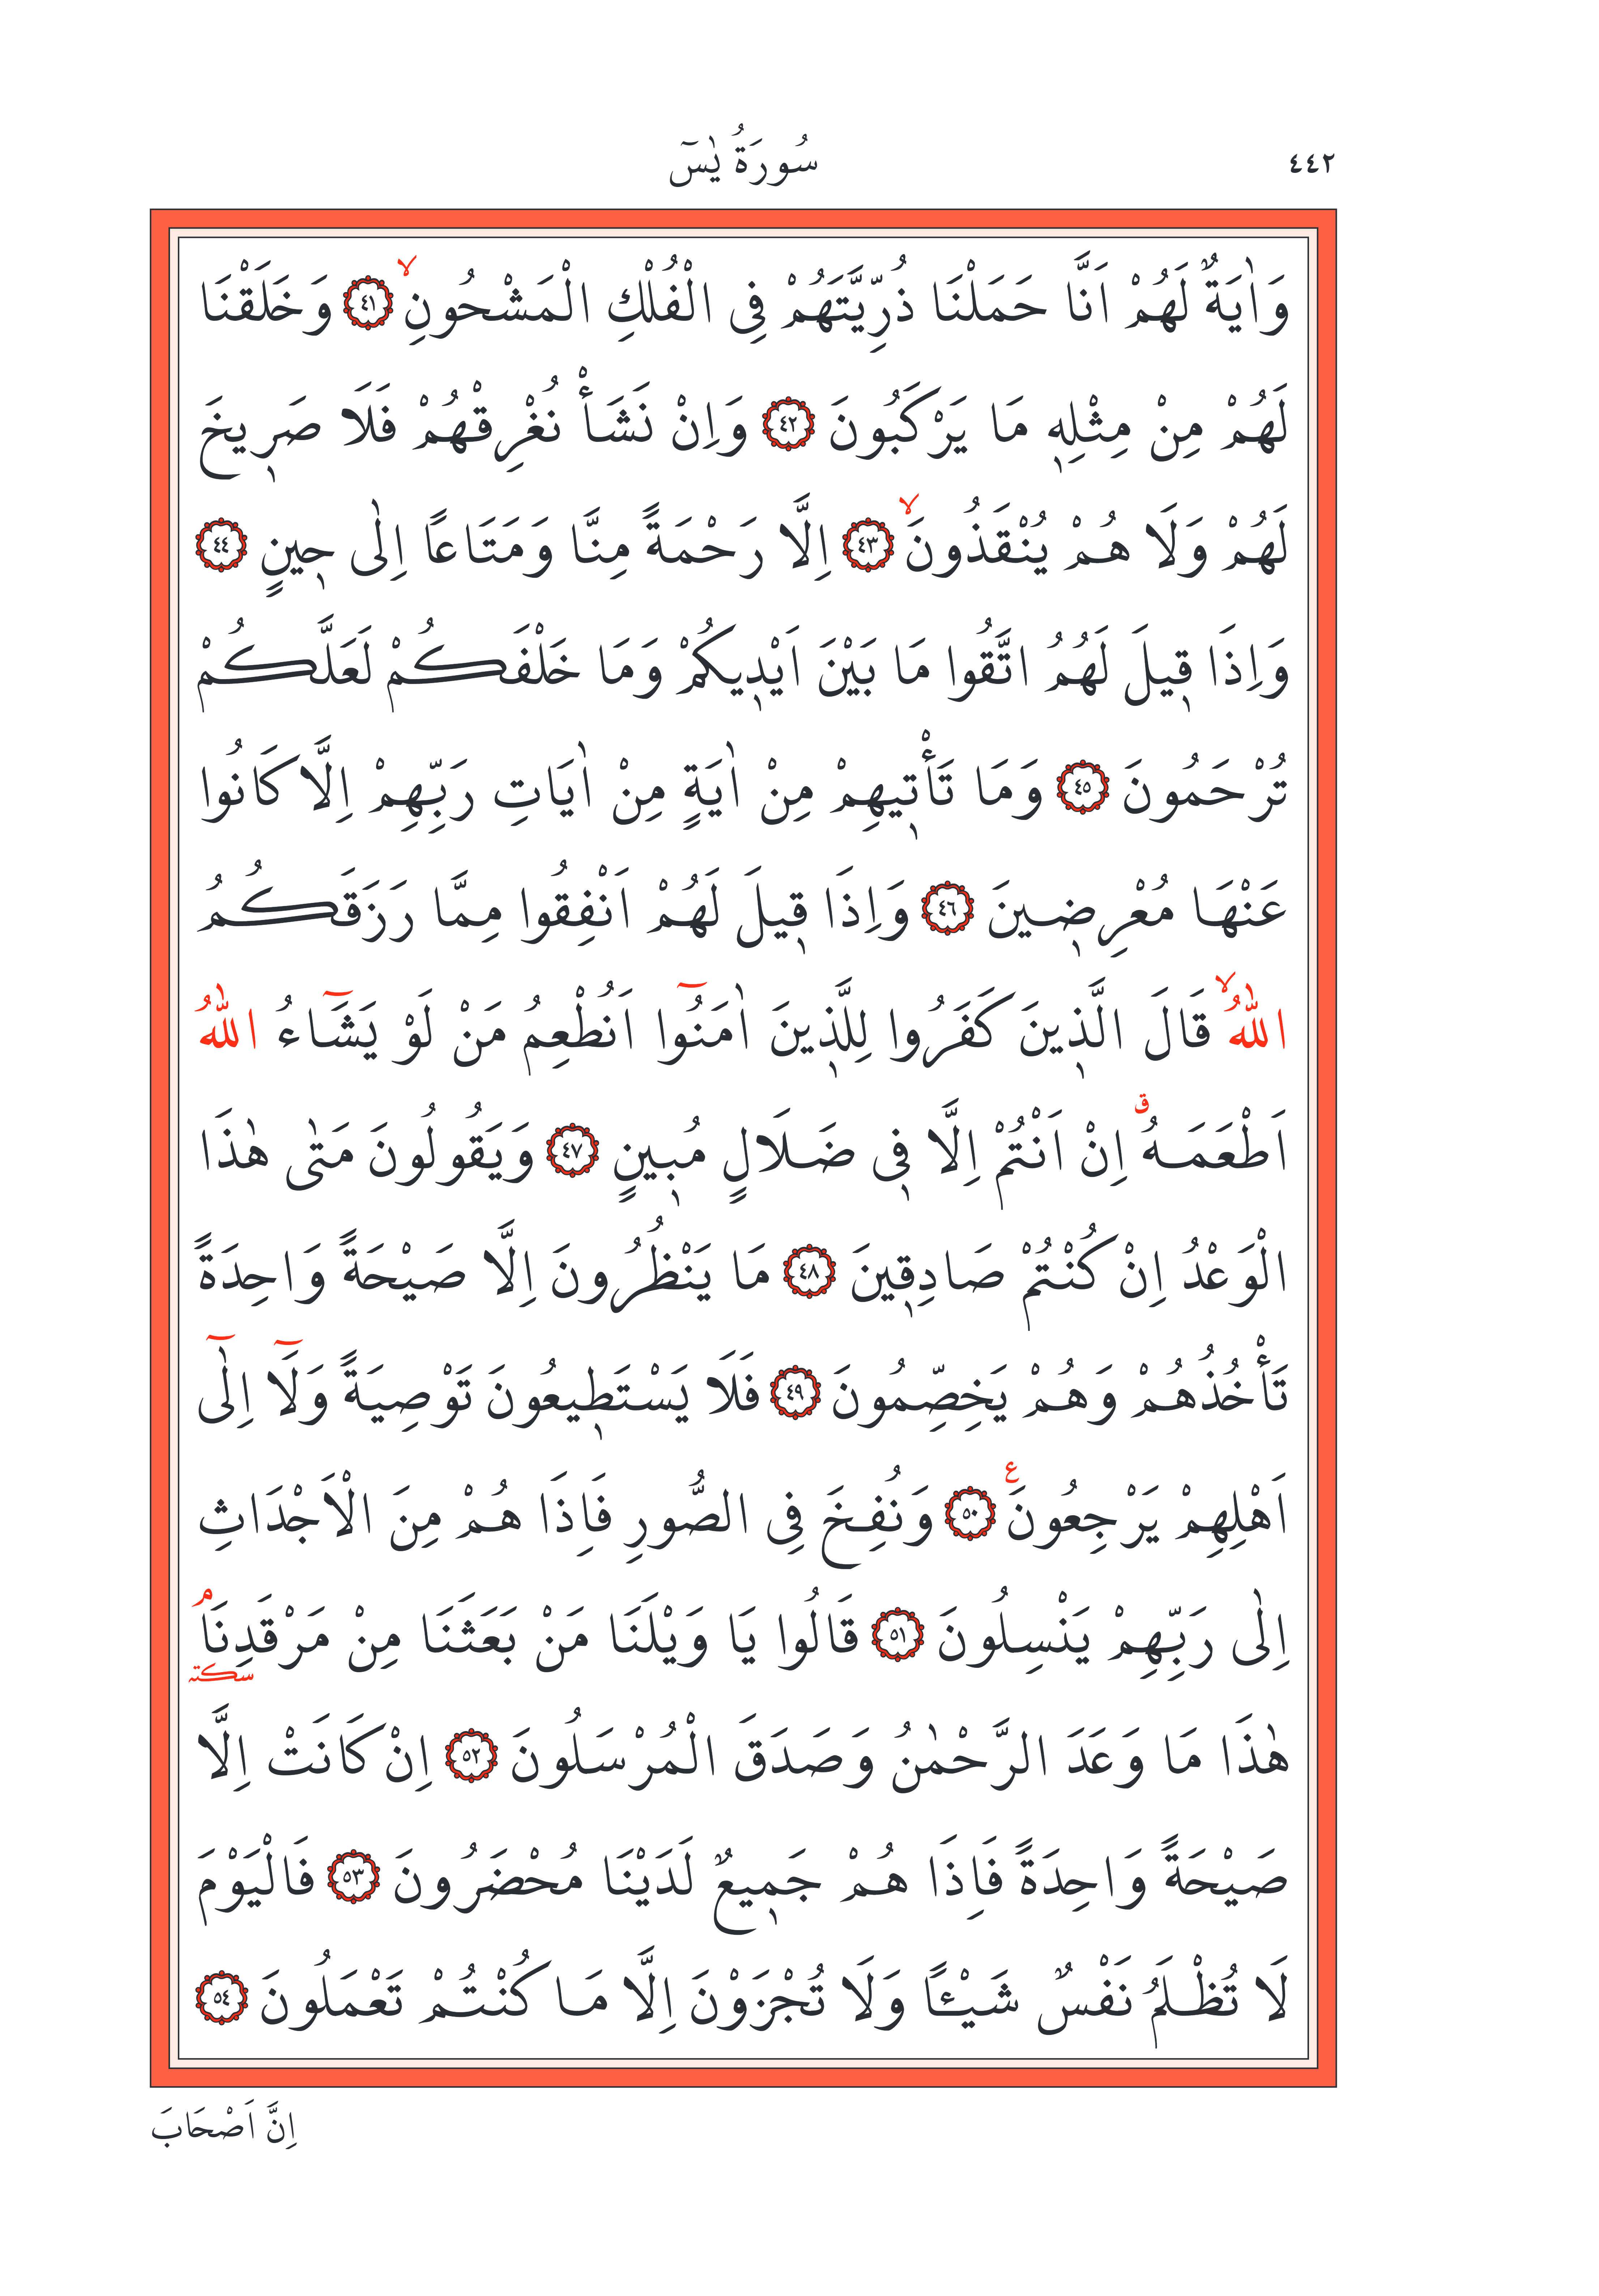 ٤٤٢
سُورَةُ يٰسٓ
وَاٰيَةٌ لَهُمْ اَنَّا حَمَلْنَا ذُرِّيَّتَهُمْ فِى الْفُلْكِ الْمَشْحُونِۙ ﴿٤١﴾ وَخَلَقْنَا
لَهُمْ مِنْ مِثْلِهٖ مَا يَرْكَبُونَ ﴿٤٢﴾ وَاِنْ نَشَأْ نُغْرِقْهُمْ فَلَا صَرٖيخَ
لَهُمْ وَلَا هُمْ يُنْقَذُونَۙ ﴿٤٣﴾ اِلَّا رَحْمَةً مِنَّا وَمَتَاعًا اِلٰى حٖينٍ ﴿٤٤﴾
وَاِذَا قٖيلَ لَهُمُ اتَّقُوا مَا بَيْنَ اَيْدٖيكُمْ وَمَا خَلْفَكُمْ لَعَلَّكُمْ
تُرْحَمُونَ ﴿٤٥﴾ وَمَا تَأْتٖيهِمْ مِنْ اٰيَةٍ مِنْ اٰيَاتِ رَبِّهِمْ اِلَّا كَانُوا
عَنْهَا مُعْرِضٖينَ ﴿٤٦﴾ وَاِذَا قٖيلَ لَهُمْ اَنْفِقُوا مِمَّا رَزَقَكُمُ
اللّٰهُۙ قَالَ الَّذٖينَ كَفَرُوا لِلَّذٖينَ اٰمَنُٓوا اَنُطْعِمُ مَنْ لَوْ يَشَٓاءُ اللّٰهُ
اَطْعَمَهُۗ اِنْ اَنْتُمْ اِلَّا فٖى ضَلَالٍ مُبٖينٍ ﴿٤٧﴾ وَيَقُولُونَ مَتٰى هٰذَا
الْوَعْدُ اِنْ كُنْتُمْ صَادِقٖينَ ﴿٤٨﴾ مَا يَنْظُرُونَ اِلَّا صَيْحَةً وَاحِدَةً
تَأْخُذُهُمْ وَهُمْ يَخِصِّمُونَ ﴿٤٩﴾ فَلَا يَسْتَطٖيعُونَ تَوْصِيَةً وَلَٓا اِلٰٓى
اَهْلِهِمْ يَرْجِعُونَ ع ﴿٥٠﴾ وَنُفِخَ فِى الصُّورِ فَاِذَا هُمْ مِنَ الْاَجْدَاثِ
اِلٰى رَبِّهِمْ يَنْسِلُونَ ﴿٥١﴾ قَالُوا يَا وَيْلَنَا مَنْ بَعَثَنَا مِنْ مَرْقَدِنَاۢ سكته
هٰذَا مَا وَعَدَ الرَّحْمٰنُ وَصَدَقَ الْمُرْسَلُونَ ﴿٥٢﴾ اِنْ كَانَتْ اِلَّا
صَيْحَةً وَاحِدَةً فَاِذَا هُمْ جَمٖيعٌ لَدَيْنَا مُحْضَرُونَ ﴿٥٣﴾ فَالْيَوْمَ
لَا تُظْلَمُ نَفْسٌ شَيْـًٔا وَلَا تُجْزَوْنَ اِلَّا مَا كُنْتُمْ تَعْمَلُونَ ﴿٥٤﴾
اِنَّ اَصْحَابَ